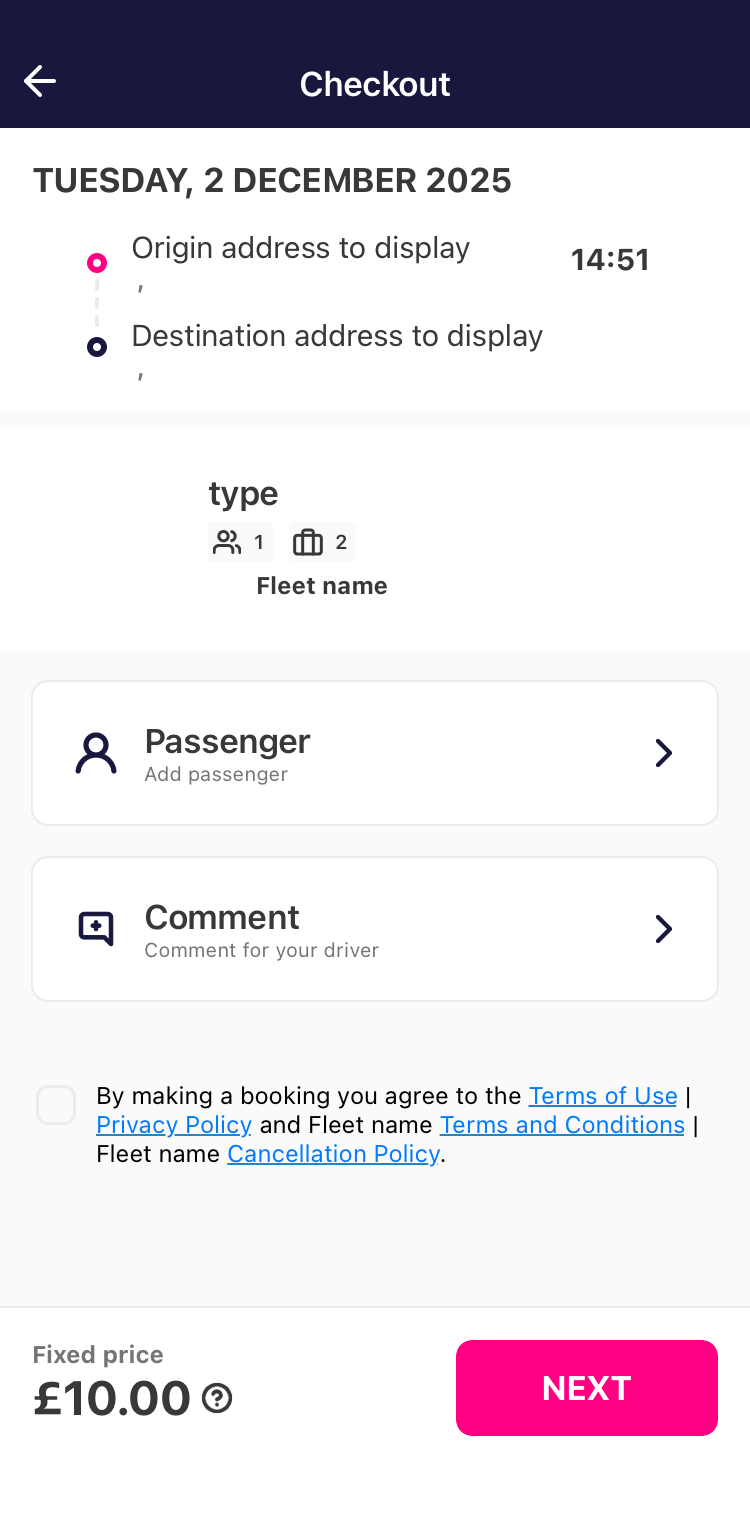 Checkout
TUESDAY, 2 DECEMBER 2025
Origin address to display
14:51
,
Destination address to display
,
type
1 2
Fleet name
Passenger
Add passenger
Comment
Comment for your driver
By making a booking you agree to the Terms of Use |
Privacy Policy and Fleet name Terms and Conditions |
Fleet name Cancellation Policy.
Fixed price
£10.00 ?
NEXT